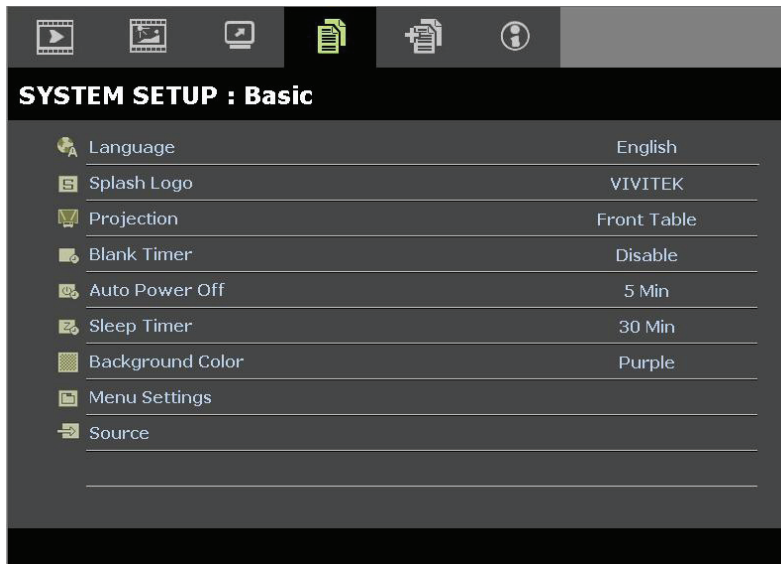 SYSTEM SETUP : Basic
Language English
Splash Logo VIVITEK
Projection Front Table
Blank Timer Disable
Auto Power Off 5 Min
Sleep Timer 30 Min
Background Color Purple
Menu Settings
Source